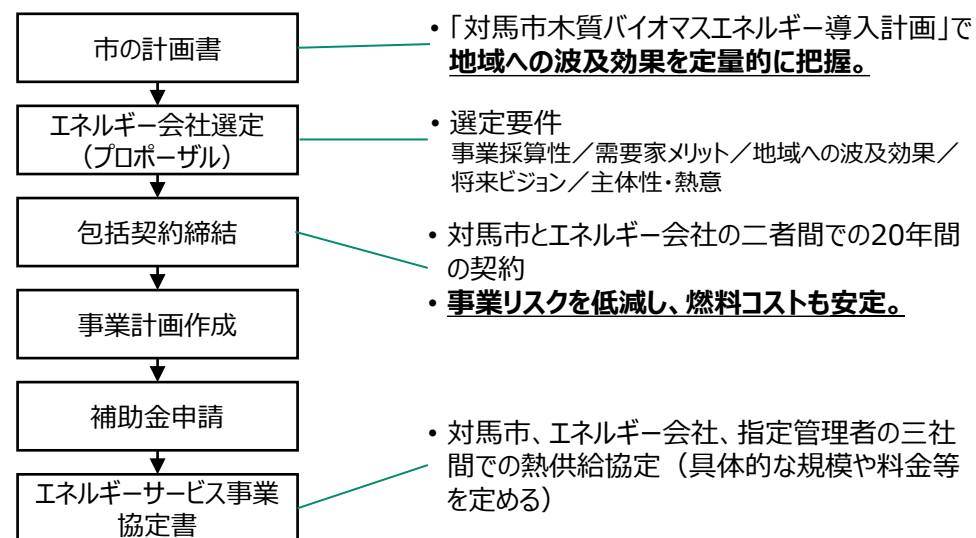 市の計画書
・「対馬市木質バイオマスエネルギー導入計画」で
地域への波及効果を定量的に把握。
エネルギー会社選定
（プロポーザル）
・選定要件
事業採算性／需要家メリット／地域への波及効果／
将来ビジョン／主体性・熱意
包括契約締結
・対馬市とエネルギー会社の二者間での20年間
の契約
・事業リスクを低減し、燃料コストも安定。
事業計画作成
補助金申請
・対馬市、エネルギー会社、指定管理者の三社
間での熱供給協定（具体的な規模や料金等
を定める）
エネルギーサービス事業
協定書